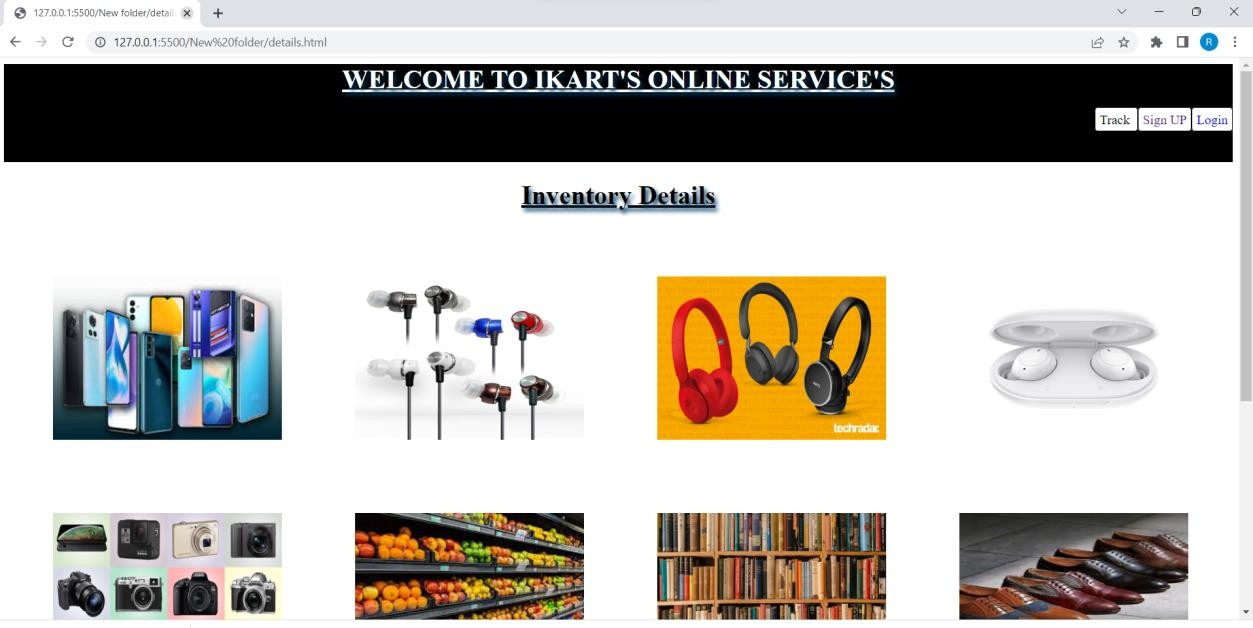 127.0.0.1:5500/New folder/detai
127.0.0.1:5500/New%20folder/details.html
R
WELCOME TO IKART'S ONLINE SERVICE'S
Track Sign UP Login
Inventory Details
techradar.